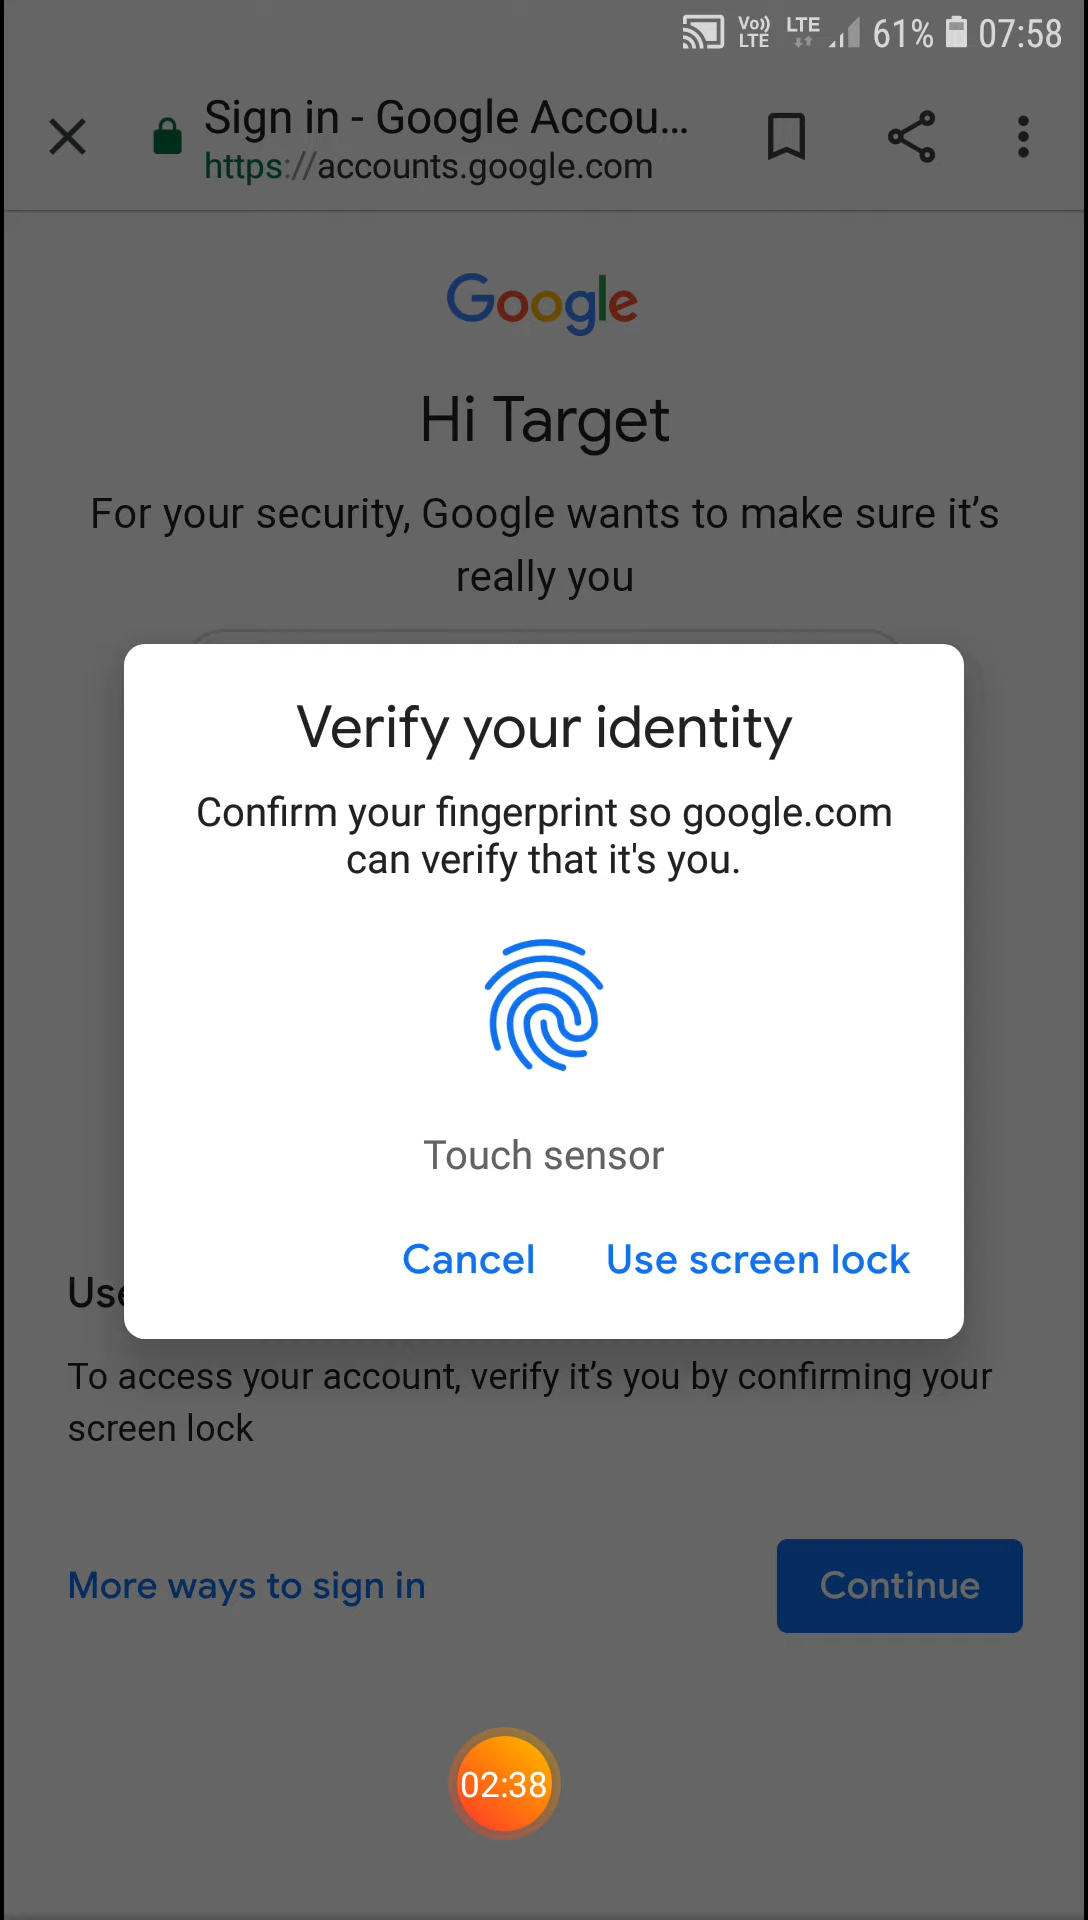 Vo)) LTE LTE 61% 07:58
Sign in - Google Accou...
https://accounts.google.com
Google
Hi Target
For your security, Google wants to make sure it’s
really you
Verify your identity
Confirm your fingerprint so google.com
can verify that it's you.
Touch sensor
Cancel Use screen lock
To access your account, verify it’s you by confirming your
screen lock
More ways to sign in Continue
02:38